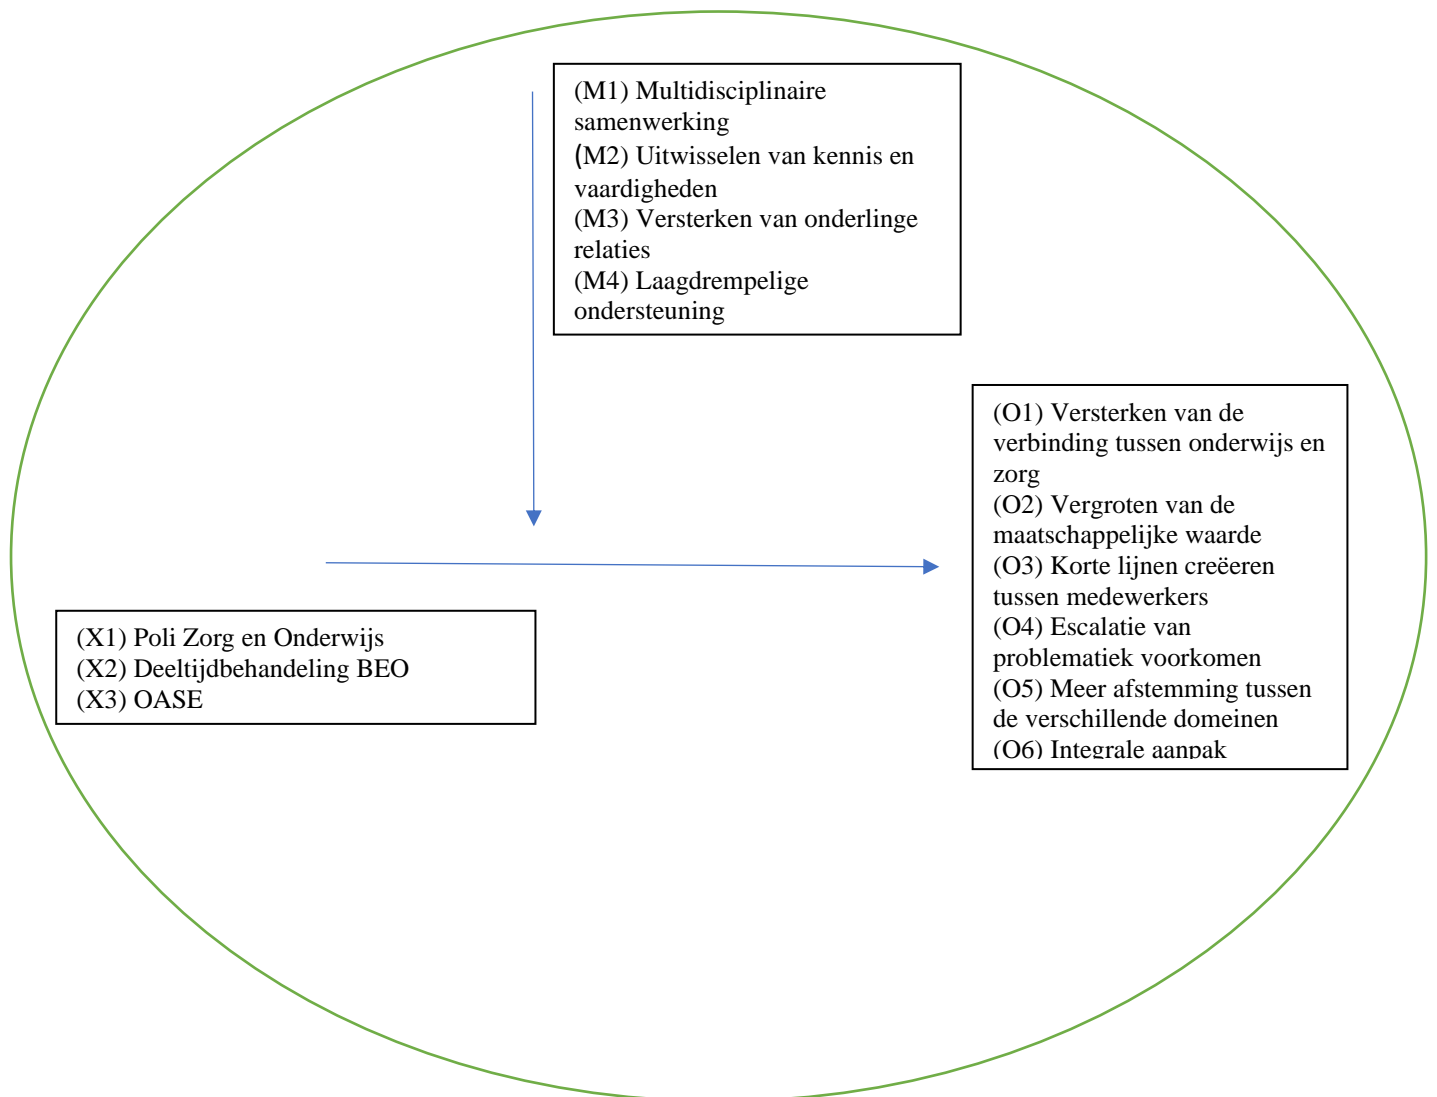 (M1) Multidisciplinaire
samenwerking
(M2) Uitwisselen van kennis en
vaardigheden
(M3) Versterken van onderlinge
relaties
(M4) Laagdrempelige
ondersteuning
(O1) Versterken van de
verbinding tussen onderwijs en
zorg
(O2) Vergroten van de
maatschappelijke waarde
(O3) Korte lijnen creëeren
tussen medewerkers
(O4) Escalatie van
problematiek voorkomen
(O5) Meer afstemming tussen
de verschillende domeinen
(O6) Integrale aanpak
(X1) Poli Zorg en Onderwijs
(X2) Deeltijdbehandeling BEO
(X3) OASE